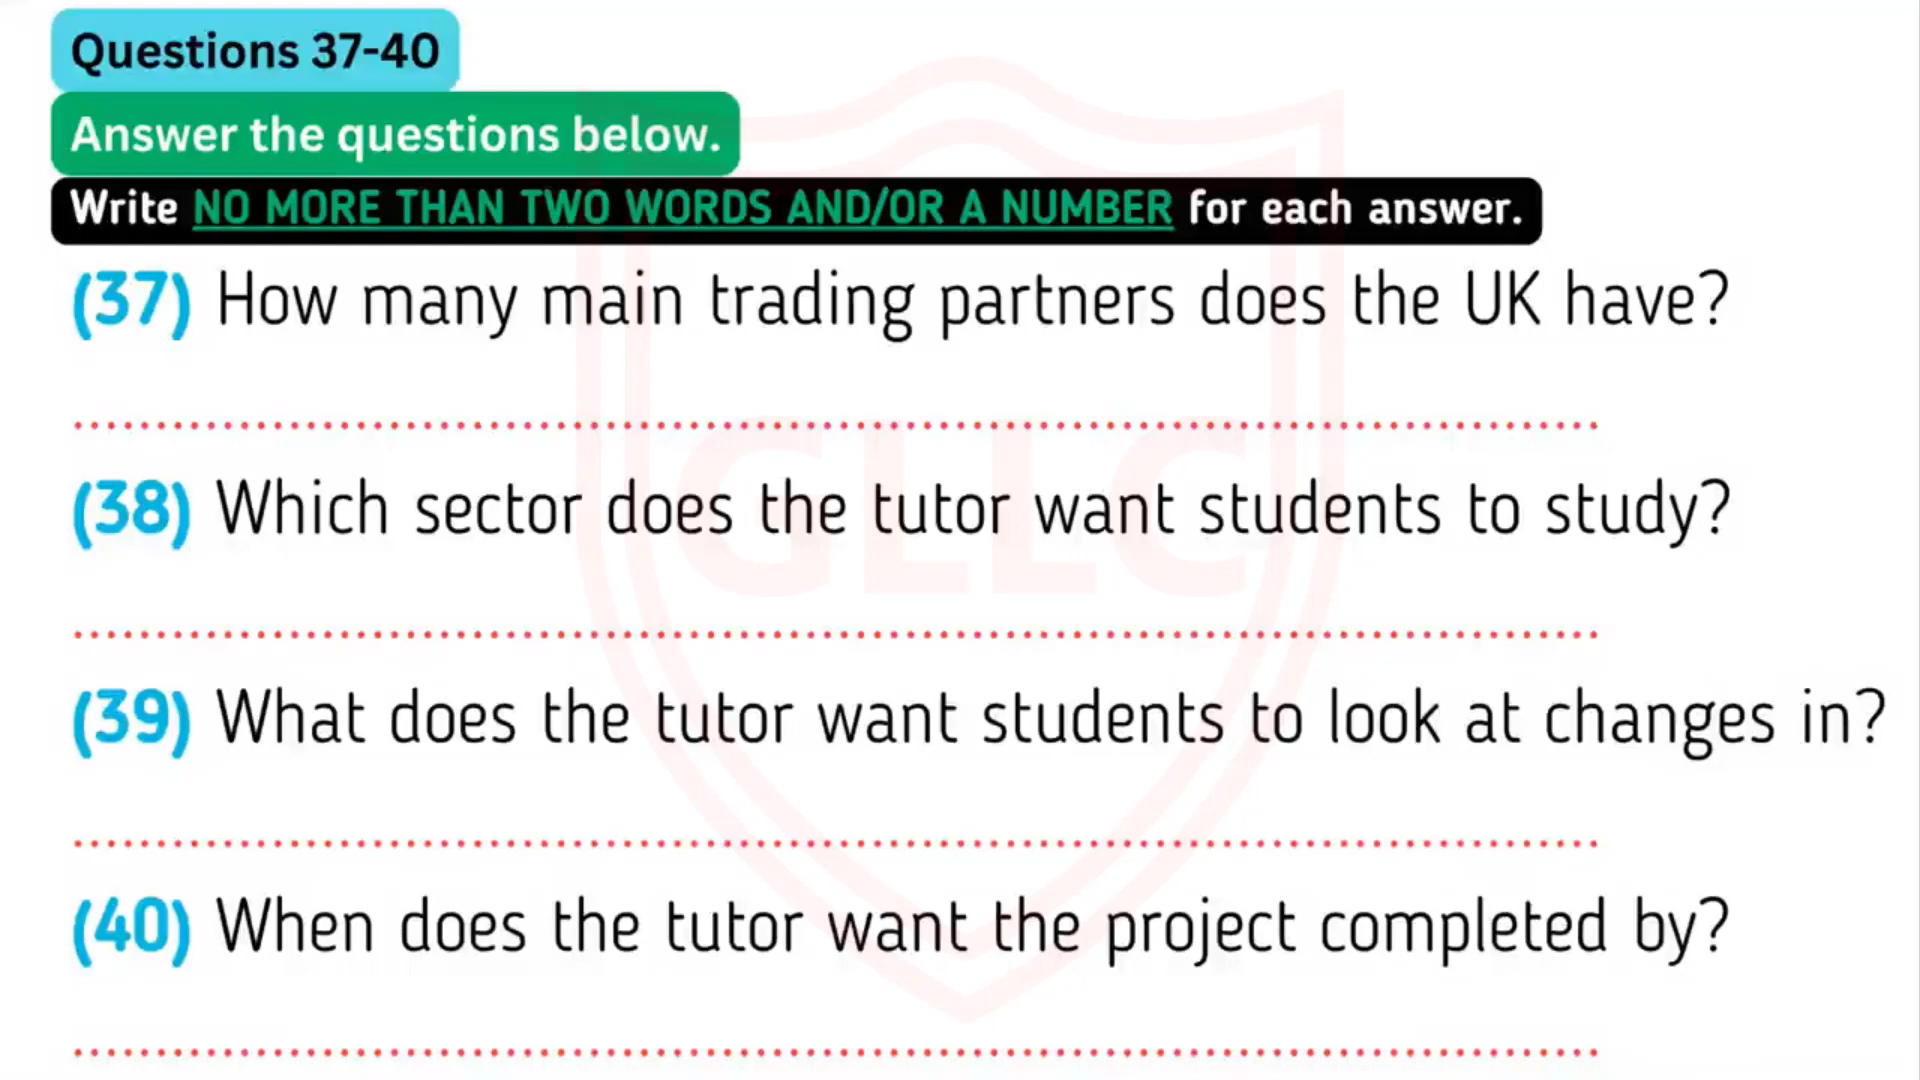 Questions 37-40
Answer the questions below.
Write NO MORE THAN TWO WORDS AND/OR A NUMBER for each answer.
(37) How many main trading partners does the UK have?
(38) Which sector does the tutor want students to study?
GLLC
(39) What does the tutor want students to look at changes in?
(40) When does the tutor want the project completed by?